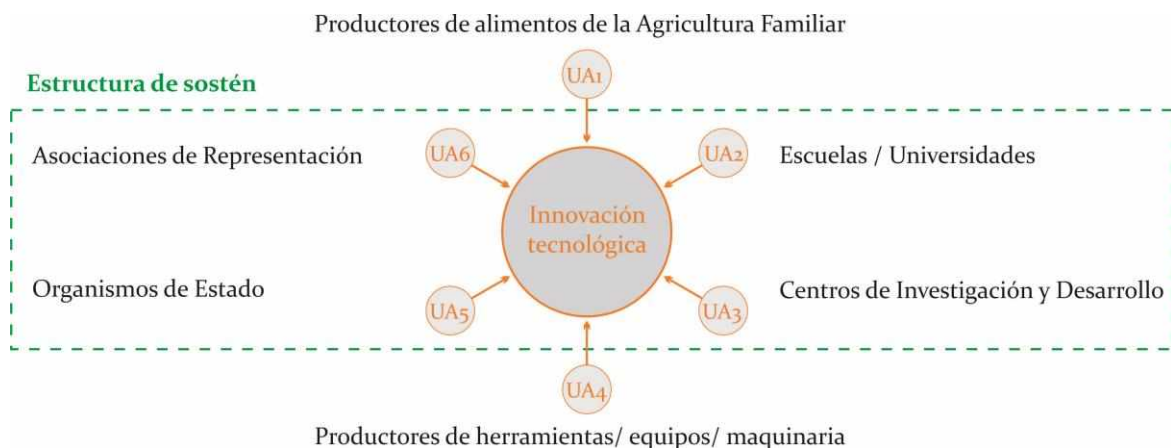 Productores de alimentos de la Agricultura Familiar
UA1
Estructura de sostén
Asociaciones de Representación
UA6
UA2
Escuelas / Universidades
Innovación
tecnológica
Organismos de Estado
UA5
UA3
Centros de Investigación y Desarrollo
UA4
Productores de herramientas/ equipos/ maquinaria